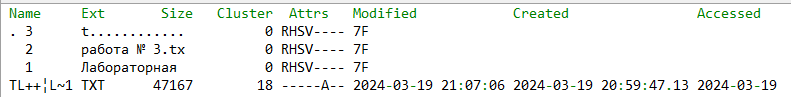 Name Ext Size Cluster Attrs Modified Created Accessed
. 3 t............ 0 RHSV---- 7F
2 работа № 3.tx 0 RHSV---- 7F
1 Лабораторная 0 RHSV---- 7F
TL++¦L~1 TXT 47167 18 -----A-- 2024-03-19 21:07:06 2024-03-19 20:59:47.13 2024-03-19